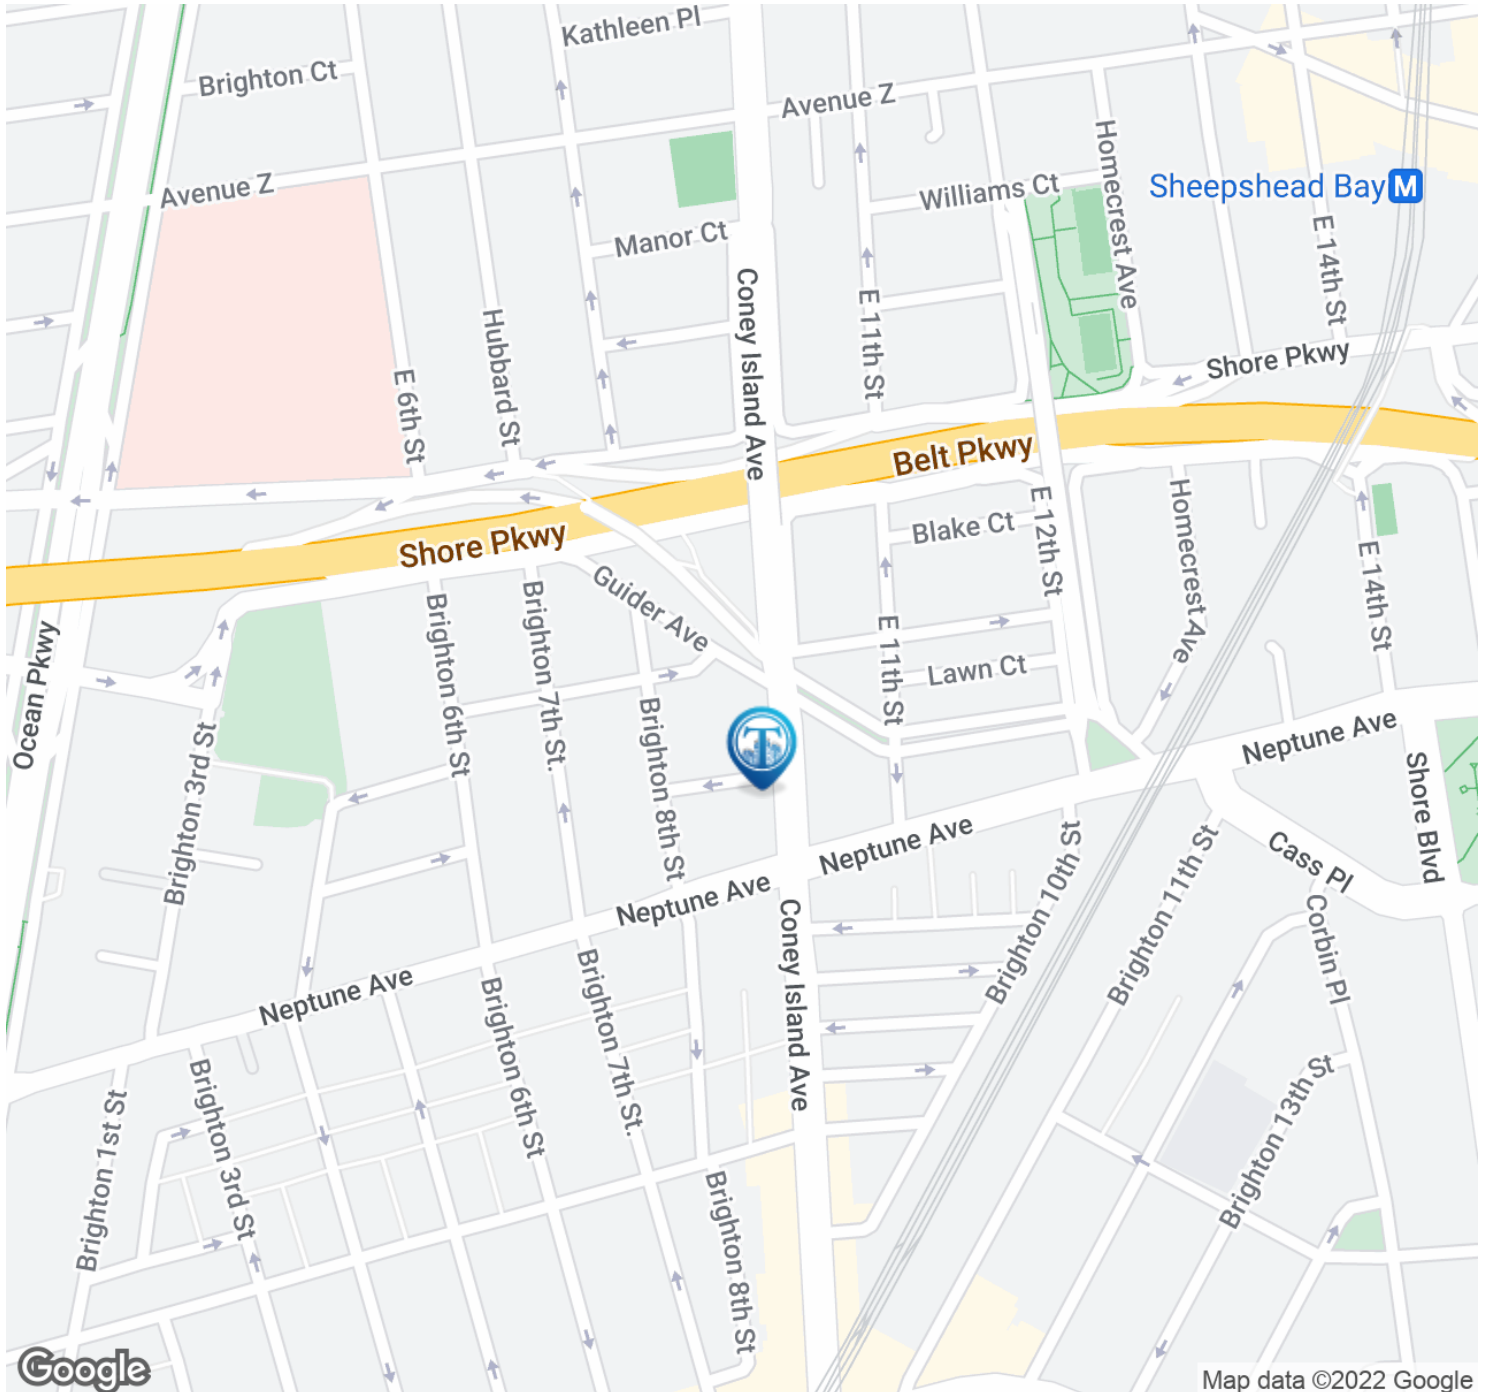 Kathleen Pl
Brighton Ct
Avenue Z
Homecrest Ave
Avenue Z
Williams Ct
Sheepshead Bay M
E 14th St
Manor Ct
Coney Island Ave
E 11th St
Hubbard St
Shore Pkwy
E 6th St
Belt Pkwy
E 12th St
Homecrest Ave
Blake Ct
Shore Pkwy
E 14th St
Guider Ave
Brighton 6th St
Brighton 7th St.
Ocean Pkwy
E 11th St
Lawn Ct
Brighton 8th St
T
Neptune Ave
Brighton 3rd St
Shore Blvd
Neptune Ave
Brighton 10th St
Brighton 11th St
Cass Pl
Neptune Ave
Coney Island Ave
Corbin Pl
Neptune Ave
Brighton 6th St
Brighton 7th St.
Brighton 1st St
Brighton 3rd St
Brighton 13th St
Brighton 8th St
Google
Map data ©2022 Google